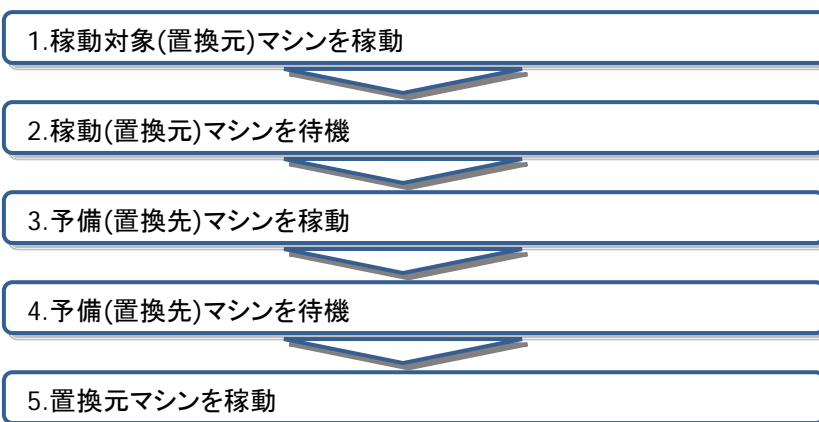 1.稼動対象(置換元)マシンを稼動
2.稼動(置換元)マシンを待機
3.予備(置換先)マシンを稼動
4.予備(置換先)マシンを待機
5.置換元マシンを稼動